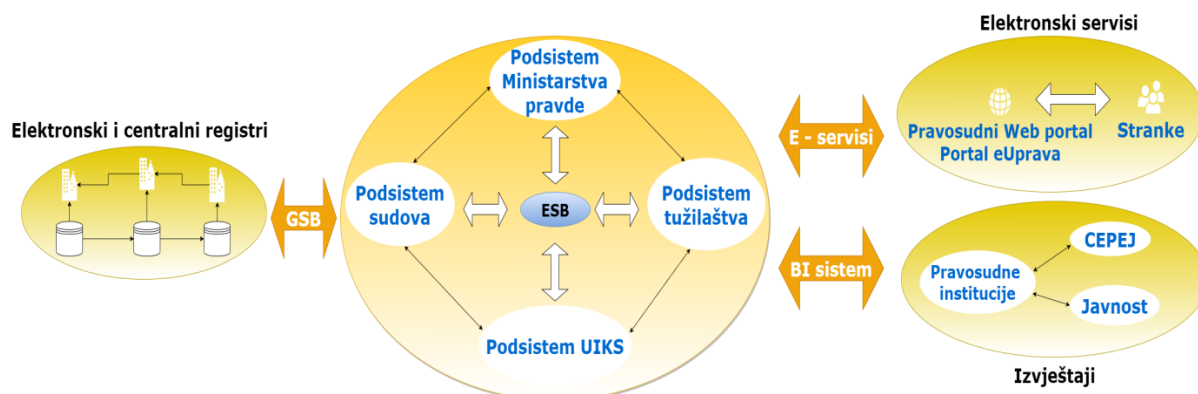 Elektronski i centralni registri
GSB
Podsistem
Ministarstva
pravde
Podsistem
sudova
ESB
Podsistem
tužilaštva
Podsistem UIKS
E - servisi
BI sistem
Elektronski servisi
Pravosudni Web portal
Portal eUprava
Stranke
CEPEJ
Pravosudne
institucije
Javnost
Izvještaji